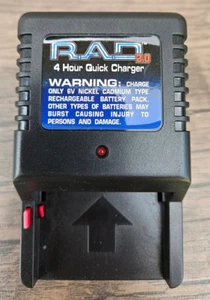 R.A.D. 2.0
4 Hour Quick Charger
WARNING: CHARGE
ONLY 6V NICKEL CADMIUM TYPE
RECHARGEABLE BATTERY PACK.
OTHER TYPES OF BATTERIES MAY
BURST CAUSING INJURY TO
PERSONS AND DAMAGE.